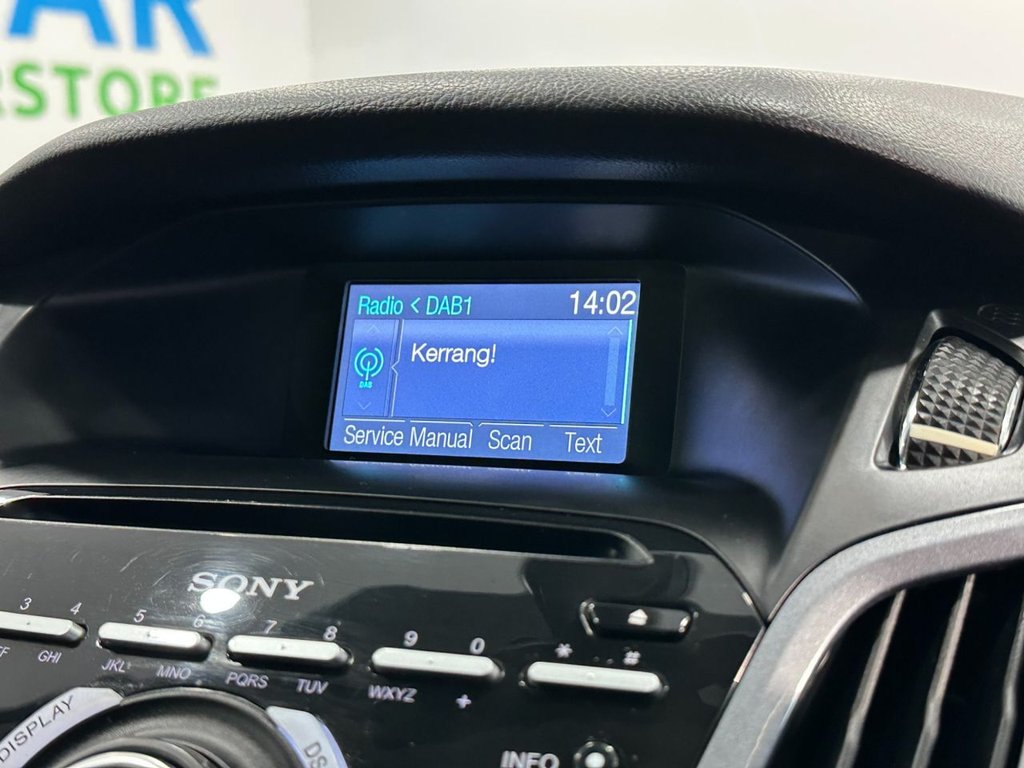 AR
RSTORE
Radio < DAB1 14:02
DAB
Kerrang!
Service Manual Scan Text
SONY
3 4 5 6 7 8 9 0 * #
GHI JKL MNO PQRS TUV WXYZ +
DISPLAY
INFO